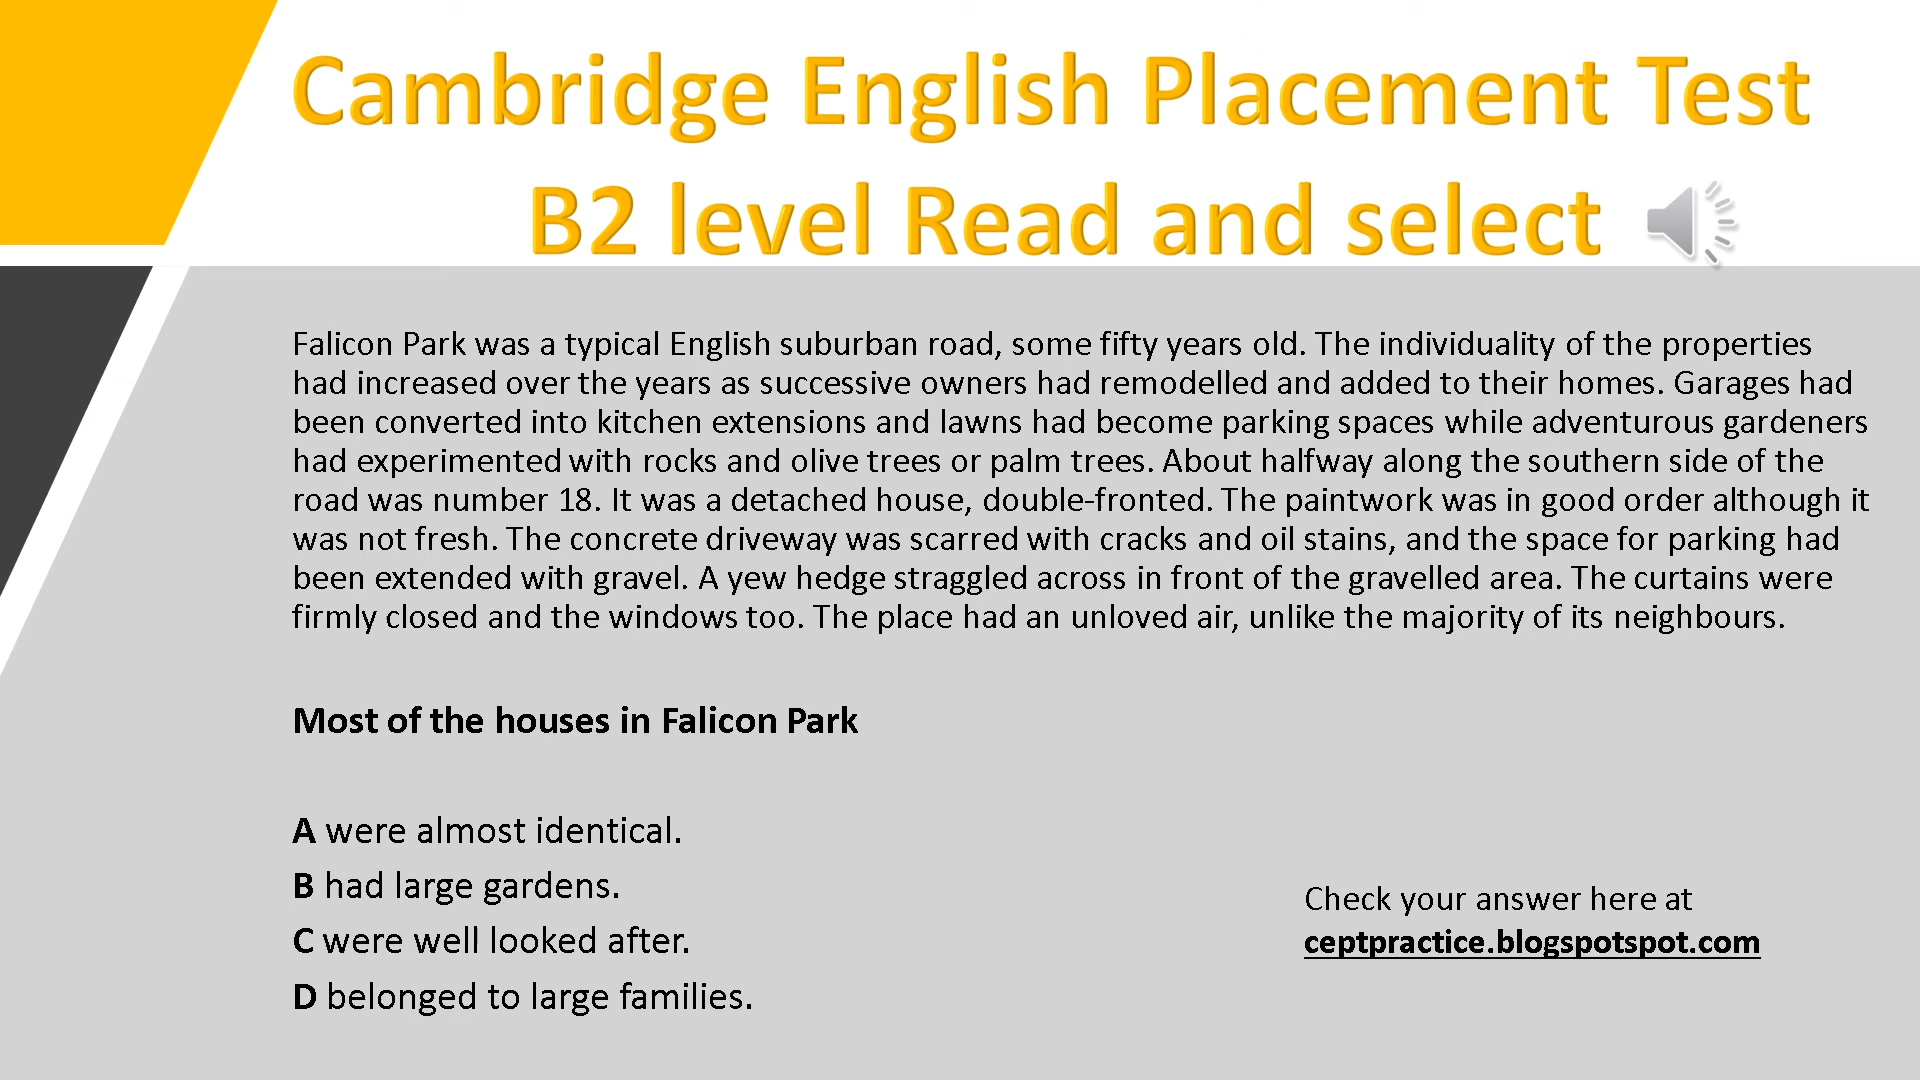 Cambridge English Placement Test
B2 level Read and select
Falicon Park was a typical English suburban road, some fifty years old. The individuality of the properties
had increased over the years as successive owners had remodelled and added to their homes. Garages had
been converted into kitchen extensions and lawns had become parking spaces while adventurous gardeners
had experimented with rocks and olive trees or palm trees. About halfway along the southern side of the
road was number 18. It was a detached house, double-fronted. The paintwork was in good order although it
was not fresh. The concrete driveway was scarred with cracks and oil stains, and the space for parking had
been extended with gravel. A yew hedge straggled across in front of the gravelled area. The curtains were
firmly closed and the windows too. The place had an unloved air, unlike the majority of its neighbours.
Most of the houses in Falicon Park
A were almost identical.
B had large gardens.
C were well looked after.
D belonged to large families.
Check your answer here at
ceptpractice.blogspotspot.com